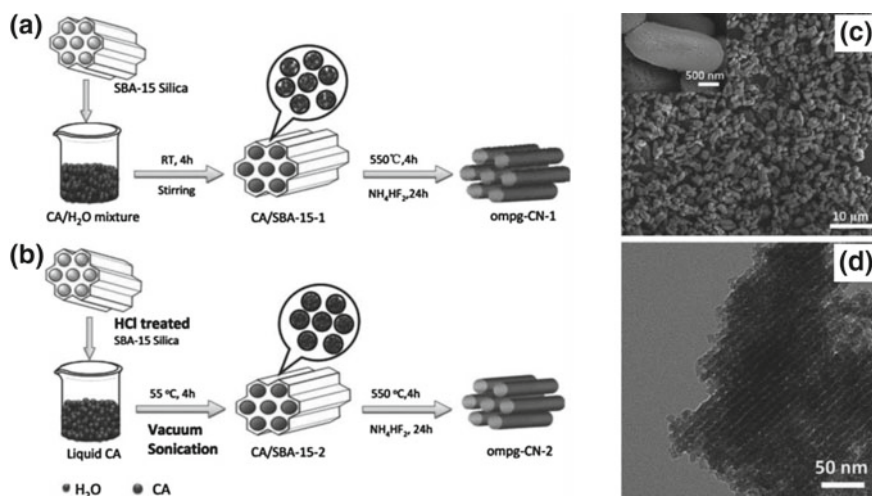 (a)
SBA-15 Silica
RT, 4h
Stirring
CA/H₂O mixture
CA/SBA-15-1
550℃,4h
NH₄HF₂,24h
ompg-CN-1
(b)
HCl treated
SBA-15 Silica
55 ºC, 4h
Vacuum
Sonication
Liquid CA
CA/SBA-15-2
550 ºC,4h
NH₄HF₂, 24h
ompg-CN-2
H₂O
CA
(c)
500 nm
10 μm
(d)
50 nm